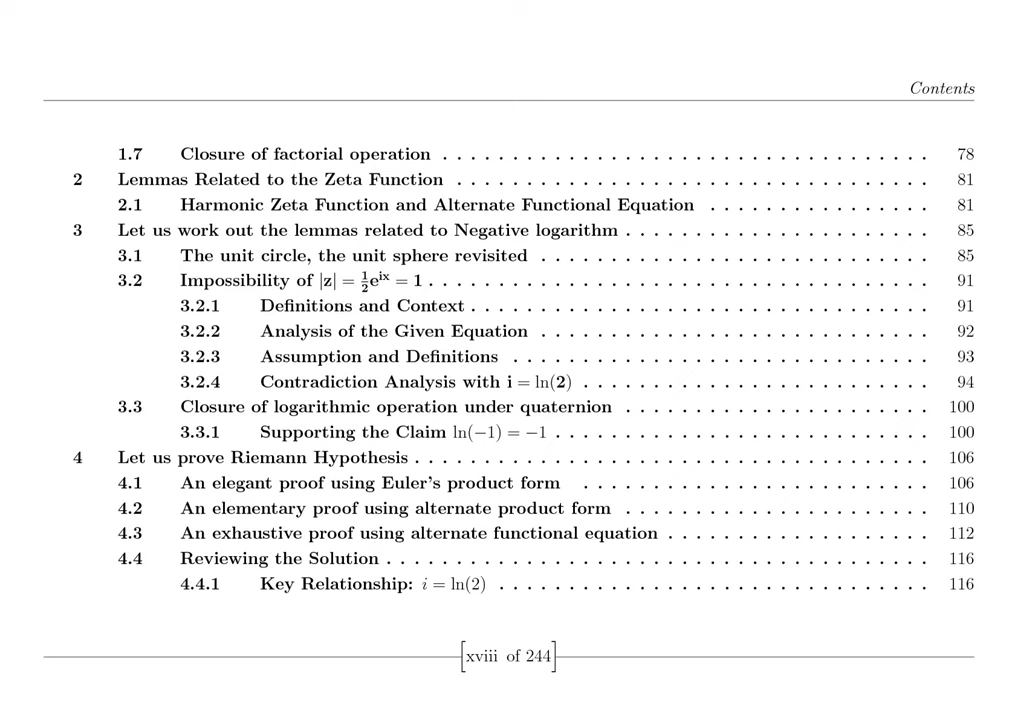 Contents
1.7 Closure of factorial operation . . . . . . . . . . . . . . . . . . . . . . . . . . . . . . . . . . . 78
2 Lemmas Related to the Zeta Function . . . . . . . . . . . . . . . . . . . . . . . . . . . . . . . . . . 81
2.1 Harmonic Zeta Function and Alternate Functional Equation . . . . . . . . . . . . . . . . 81
3 Let us work out the lemmas related to Negative logarithm . . . . . . . . . . . . . . . . . . . . . . 85
3.1 The unit circle, the unit sphere revisited . . . . . . . . . . . . . . . . . . . . . . . . . . . . 85
3.2 Impossibility of |z| = ½e^ix = 1 . . . . . . . . . . . . . . . . . . . . . . . . . . . . . . . . . . . . 91
3.2.1 Definitions and Context . . . . . . . . . . . . . . . . . . . . . . . . . . . . . . . . . 91
3.2.2 Analysis of the Given Equation . . . . . . . . . . . . . . . . . . . . . . . . . . . . 92
3.2.3 Assumption and Definitions . . . . . . . . . . . . . . . . . . . . . . . . . . . . . . 93
3.2.4 Contradiction Analysis with i = ln(2) . . . . . . . . . . . . . . . . . . . . . . . . . 94
3.3 Closure of logarithmic operation under quaternion . . . . . . . . . . . . . . . . . . . . . . 100
3.3.1 Supporting the Claim ln(−1) = −1 . . . . . . . . . . . . . . . . . . . . . . . . . . . 100
4 Let us prove Riemann Hypothesis . . . . . . . . . . . . . . . . . . . . . . . . . . . . . . . . . . . . . 106
4.1 An elegant proof using Euler's product form . . . . . . . . . . . . . . . . . . . . . . . . . 106
4.2 An elementary proof using alternate product form . . . . . . . . . . . . . . . . . . . . . . 110
4.3 An exhaustive proof using alternate functional equation . . . . . . . . . . . . . . . . . . . 112
4.4 Reviewing the Solution . . . . . . . . . . . . . . . . . . . . . . . . . . . . . . . . . . . . . . . 116
4.4.1 Key Relationship: i = ln(2) . . . . . . . . . . . . . . . . . . . . . . . . . . . . . . . 116
[xviii of 244]